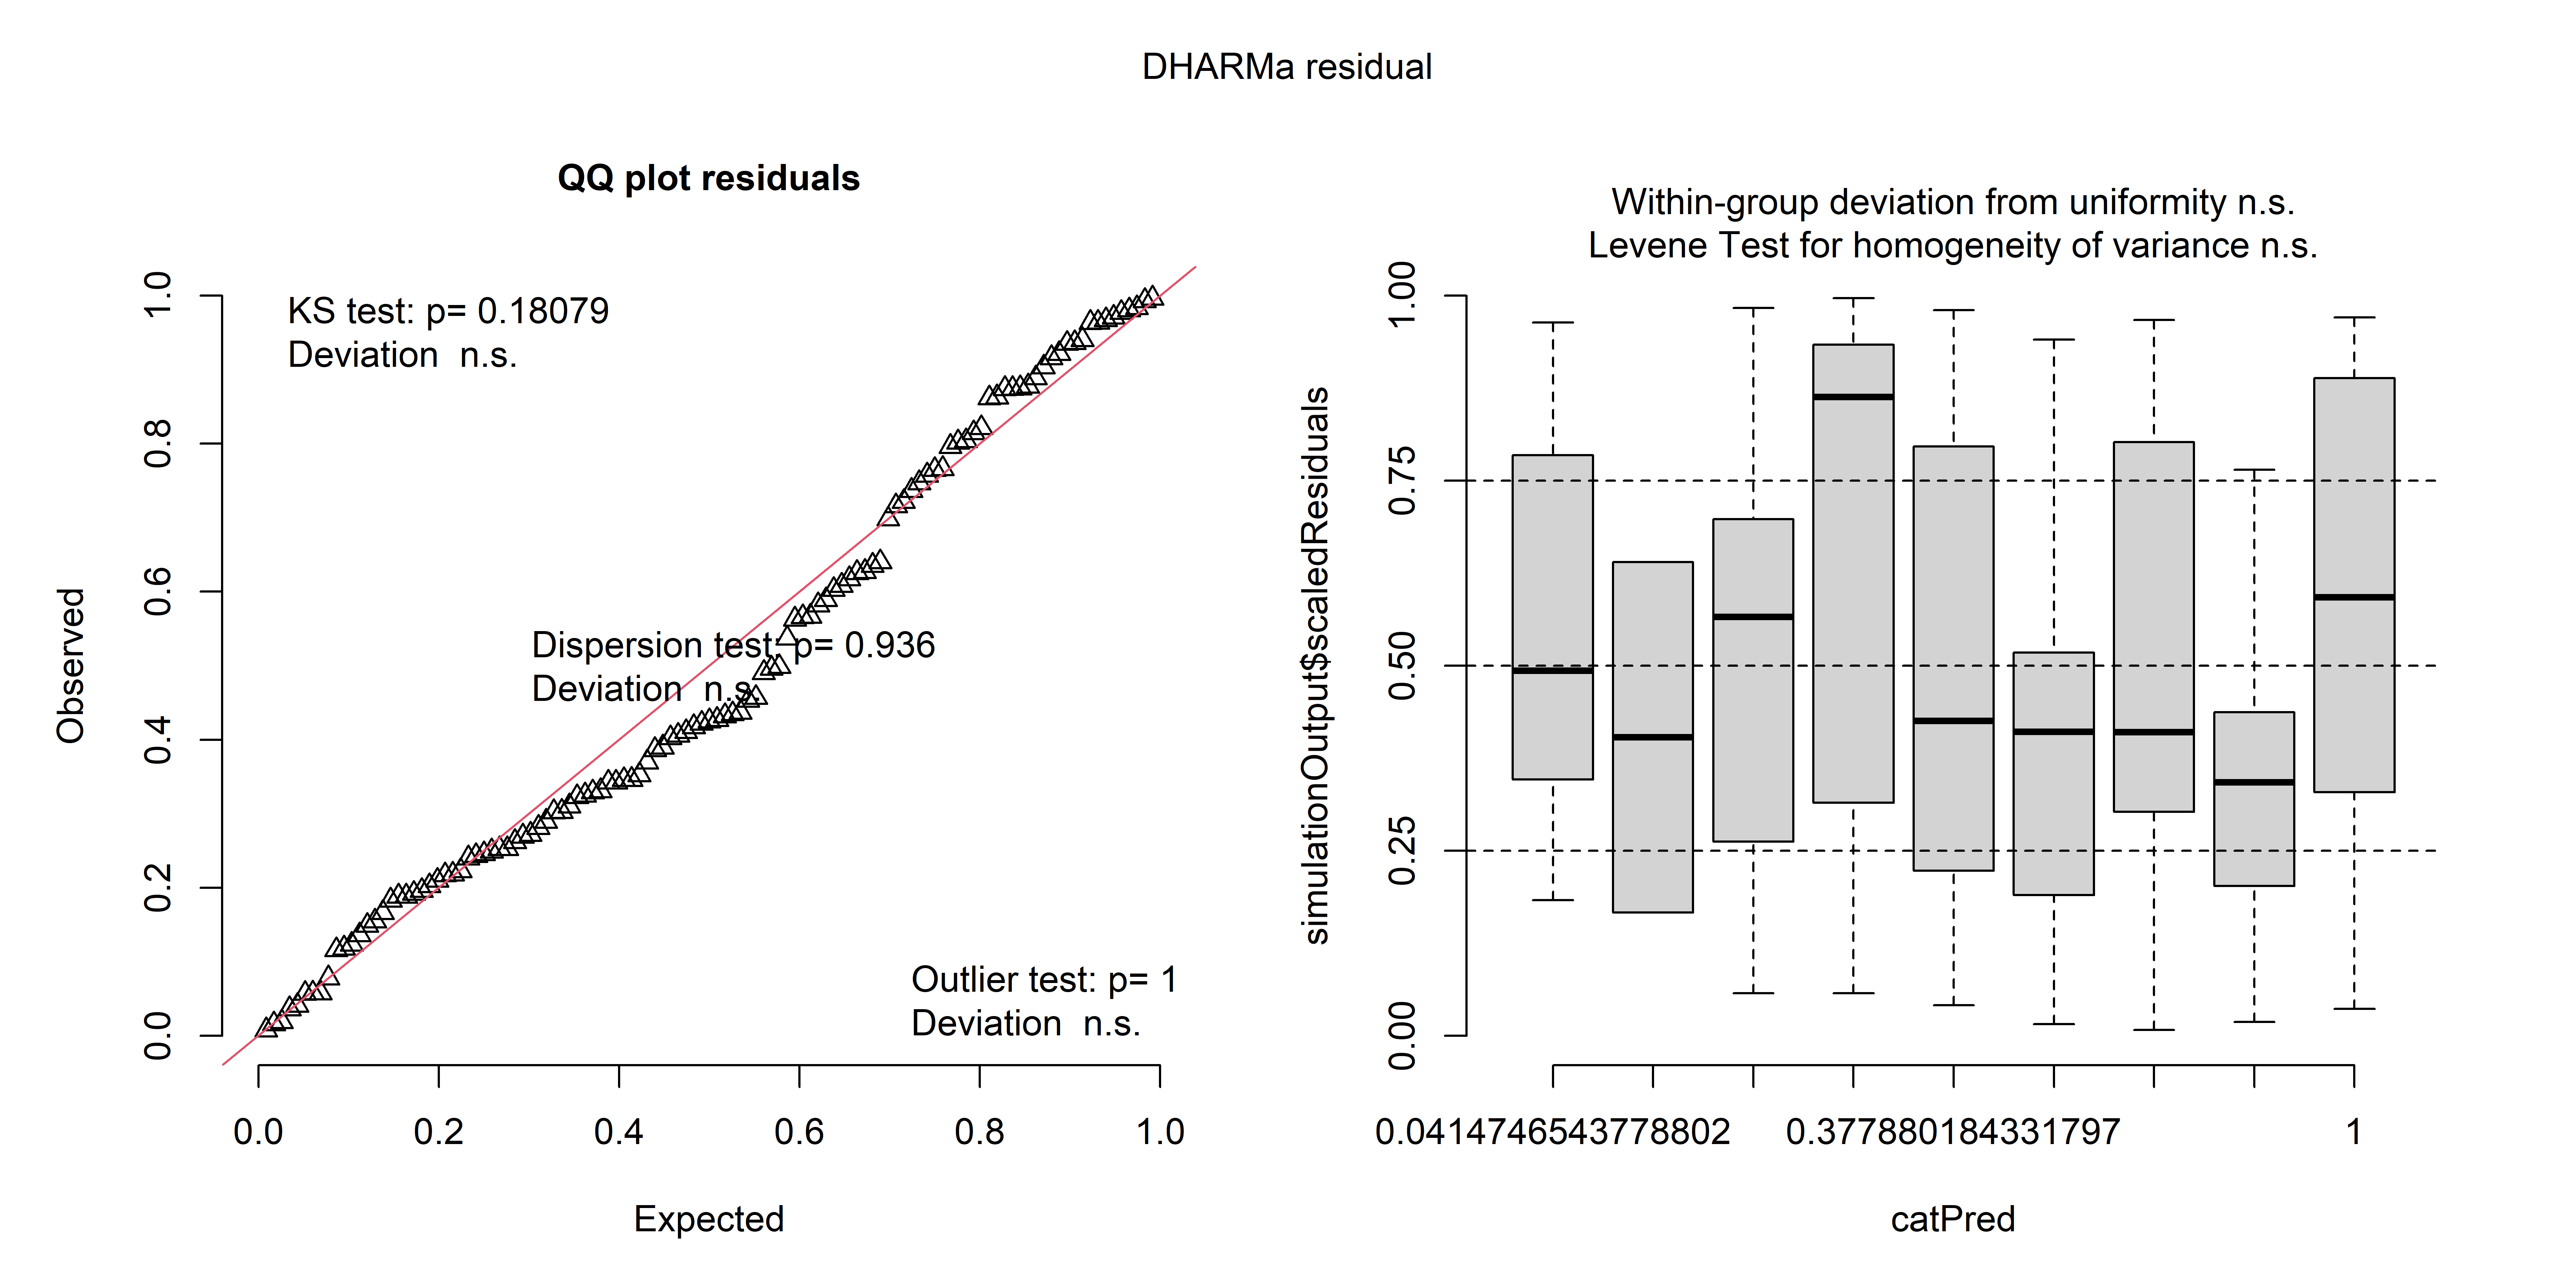 DHARMa residual
QQ plot residuals
KS test: p= 0.18079
Deviation  n.s.
Dispersion test: p= 0.936
Deviation  n.s.
Outlier test: p= 1
Deviation  n.s.
Observed
1.0
0.8
0.6
0.4
0.2
0.0
0.0 0.2 0.4 0.6 0.8 1.0
Expected
Within-group deviation from uniformity n.s.
Levene Test for homogeneity of variance n.s.
simulationOutput$scaledResiduals
1.00
0.75
0.50
0.25
0.00
0.0414746543778802 0.377880184331797 1
catPred